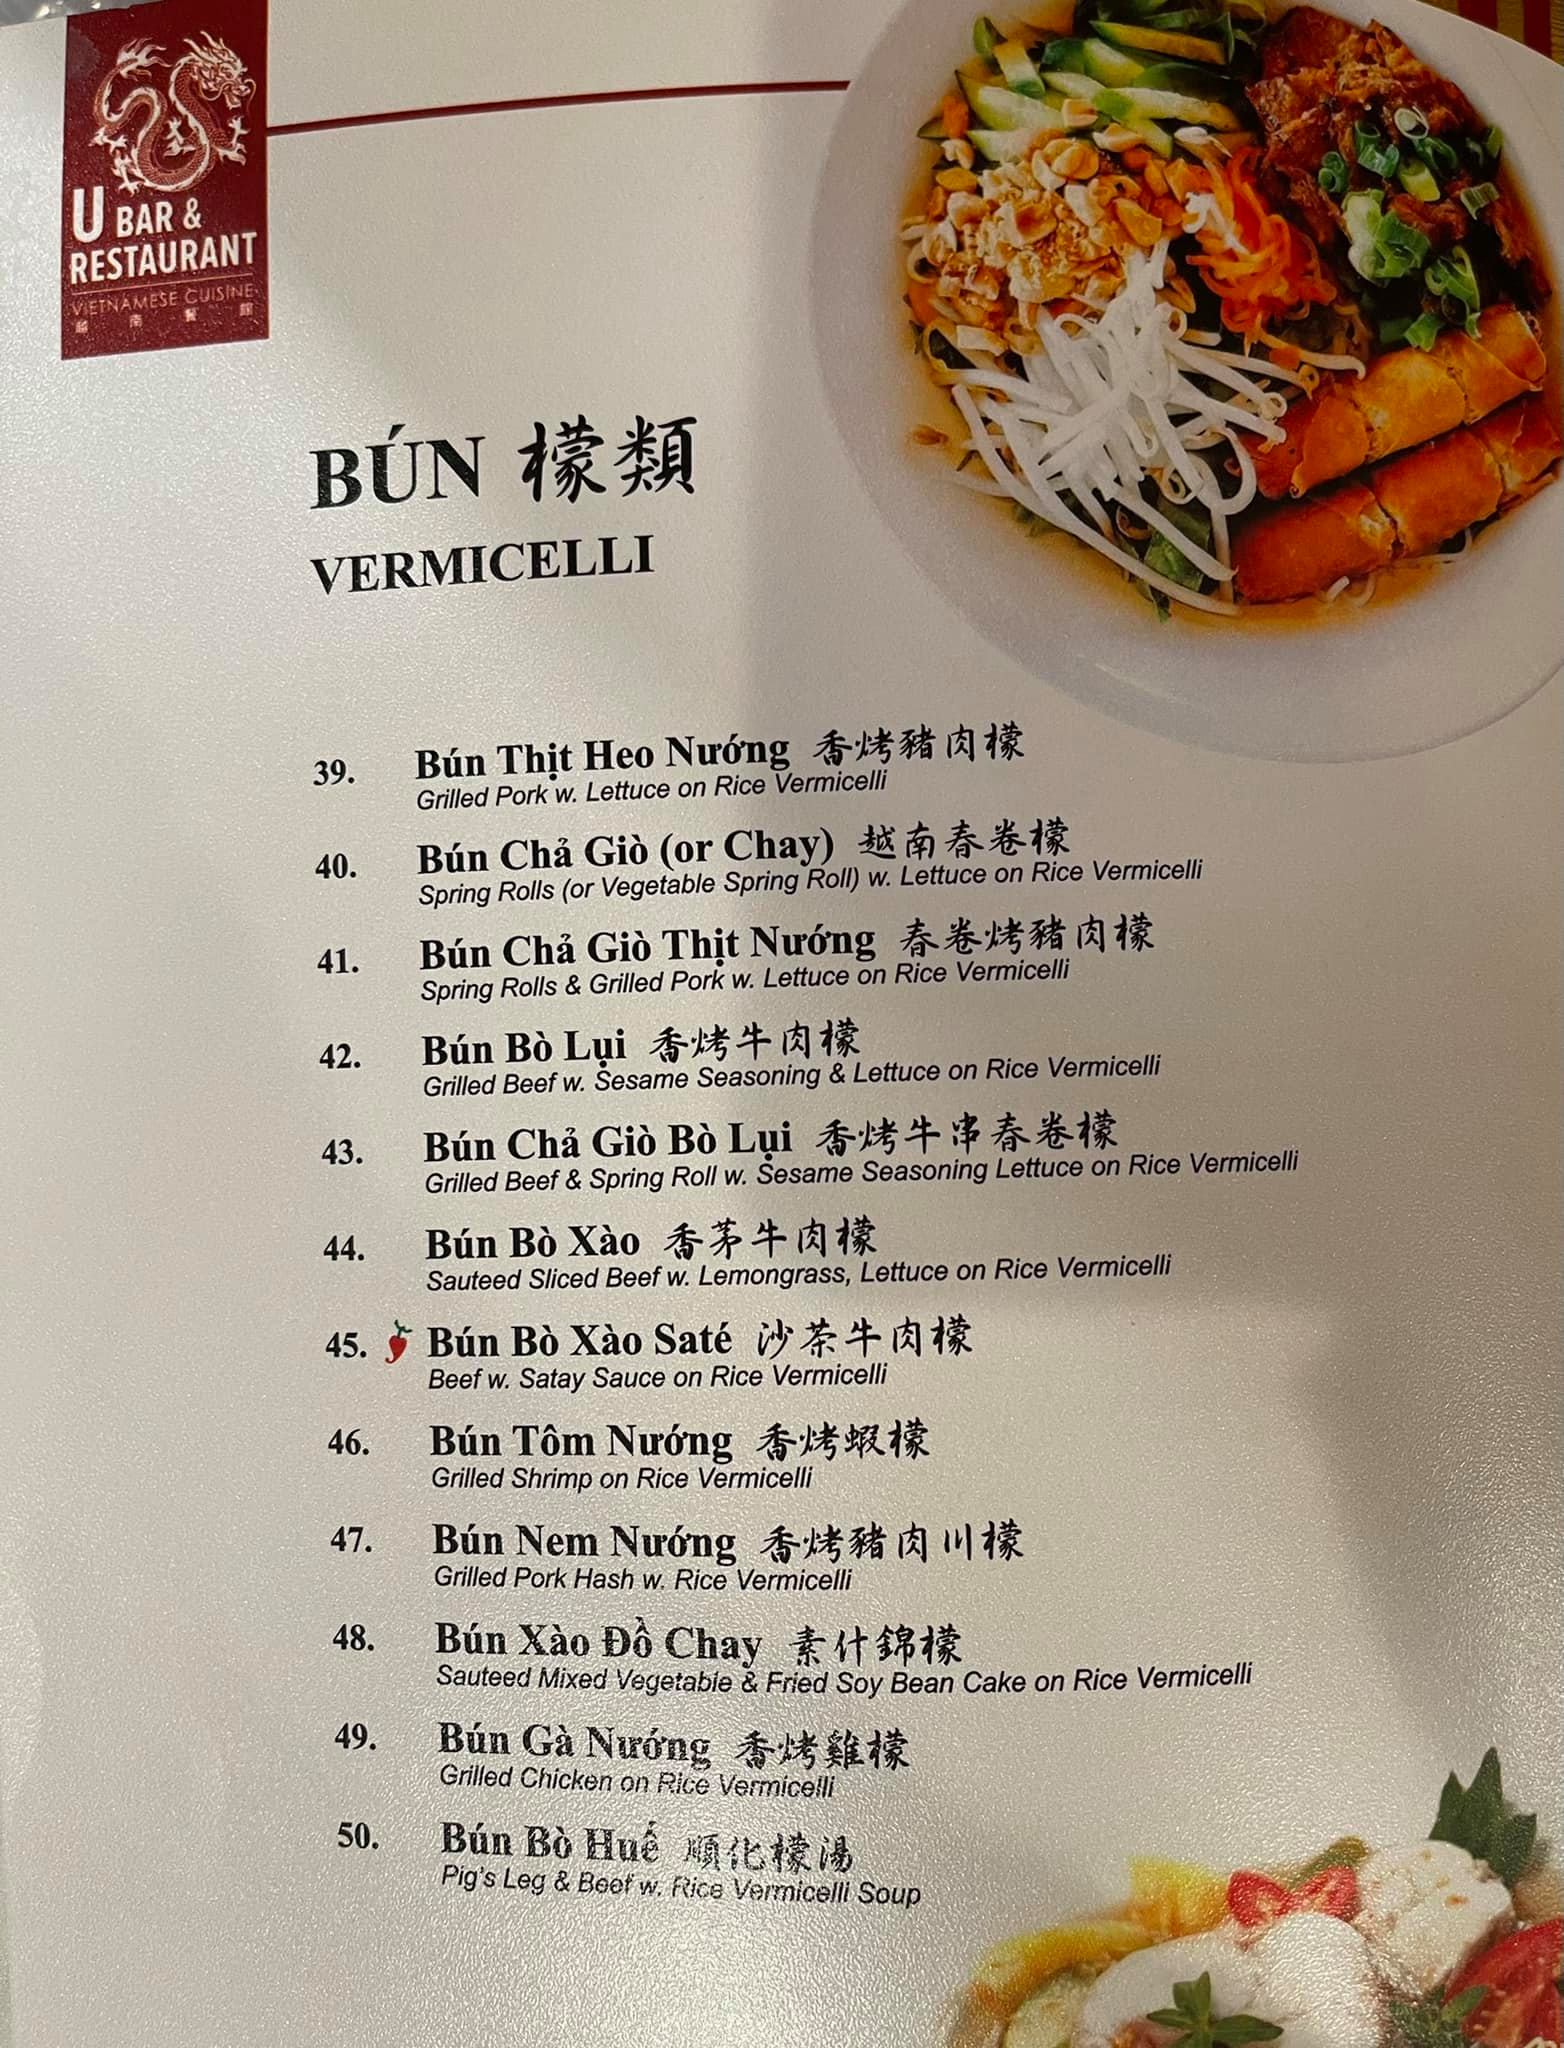 U BAR &
RESTAURANT
VIETNAMESE CUISINE
越南餐館
BÚN 檬類
VERMICELLI
39. Bún Thịt Heo Nướng 香烤豬肉檬
Grilled Pork w. Lettuce on Rice Vermicelli
40. Bún Chả Giò (or Chay) 越南春卷檬
Spring Rolls (or Vegetable Spring Roll) w. Lettuce on Rice Vermicelli
41. Bún Chả Giò Thịt Nướng 春卷烤豬肉檬
Spring Rolls & Grilled Pork w. Lettuce on Rice Vermicelli
42. Bún Bò Lụi 香烤牛肉檬
Grilled Beef w. Sesame Seasoning & Lettuce on Rice Vermicelli
43. Bún Chả Giò Bò Lụi 香烤牛串春卷檬
Grilled Beef & Spring Roll w. Sesame Seasoning Lettuce on Rice Vermicelli
44. Bún Bò Xào 香茅牛肉檬
Sauteed Sliced Beef w. Lemongrass, Lettuce on Rice Vermicelli
45. Bún Bò Xào Saté 沙茶牛肉檬
Beef w. Satay Sauce on Rice Vermicelli
46. Bún Tôm Nướng 香烤蝦檬
Grilled Shrimp on Rice Vermicelli
47. Bún Nem Nướng 香烤豬肉川檬
Grilled Pork Hash w. Rice Vermicelli
48. Bún Xào Đồ Chay 素什錦檬
Sauteed Mixed Vegetable & Fried Soy Bean Cake on Rice Vermicelli
49. Bún Gà Nướng 香烤雞檬
Grilled Chicken on Rice Vermicelli
50. Bún Bò Huế 順化檬湯
Pig's Leg & Beef w. Rice Vermicelli Soup